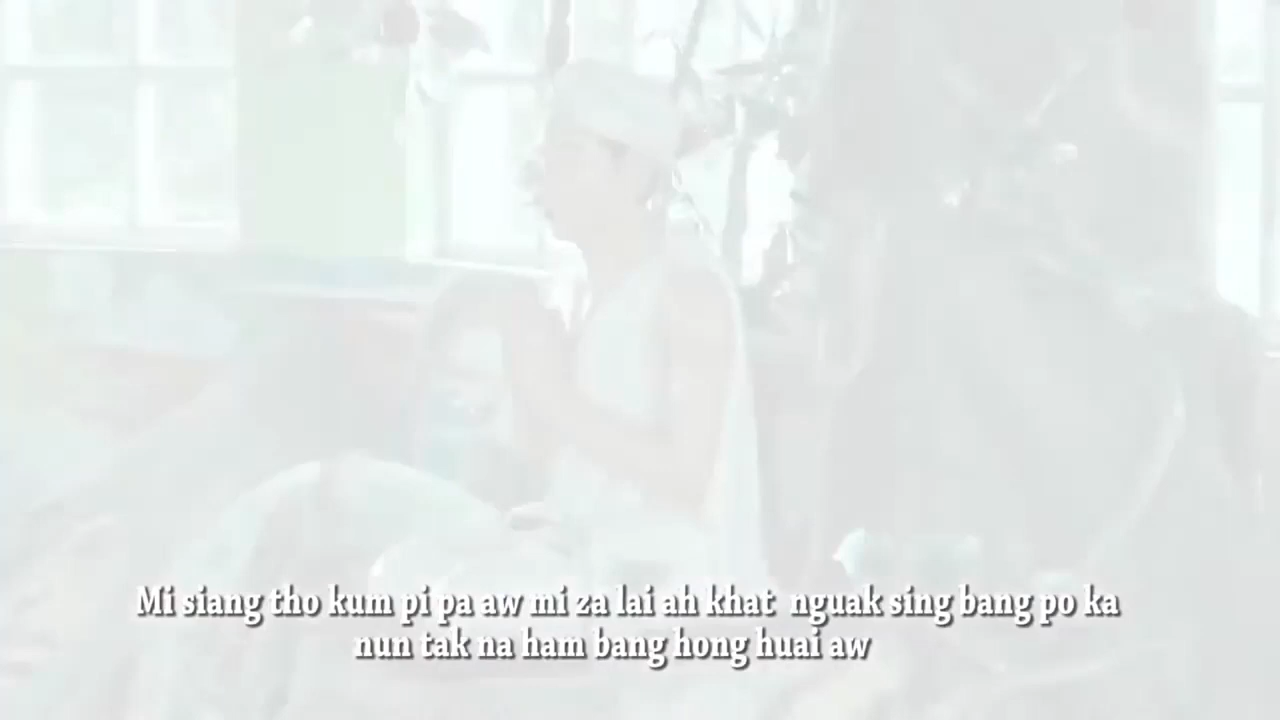 Mi siang tho kum pi pa aw mi za lai ah khat nguak sing bang po ka
nun tak na ham bang hong huai aw